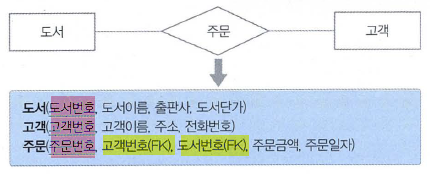 도서 주문 고객
도서(도서번호, 도서이름, 출판사, 도서단가)
고객(고객번호, 고객이름, 주소, 전화번호)
주문(주문번호, 고객번호(FK), 도서번호(FK), 주문금액, 주문일자)